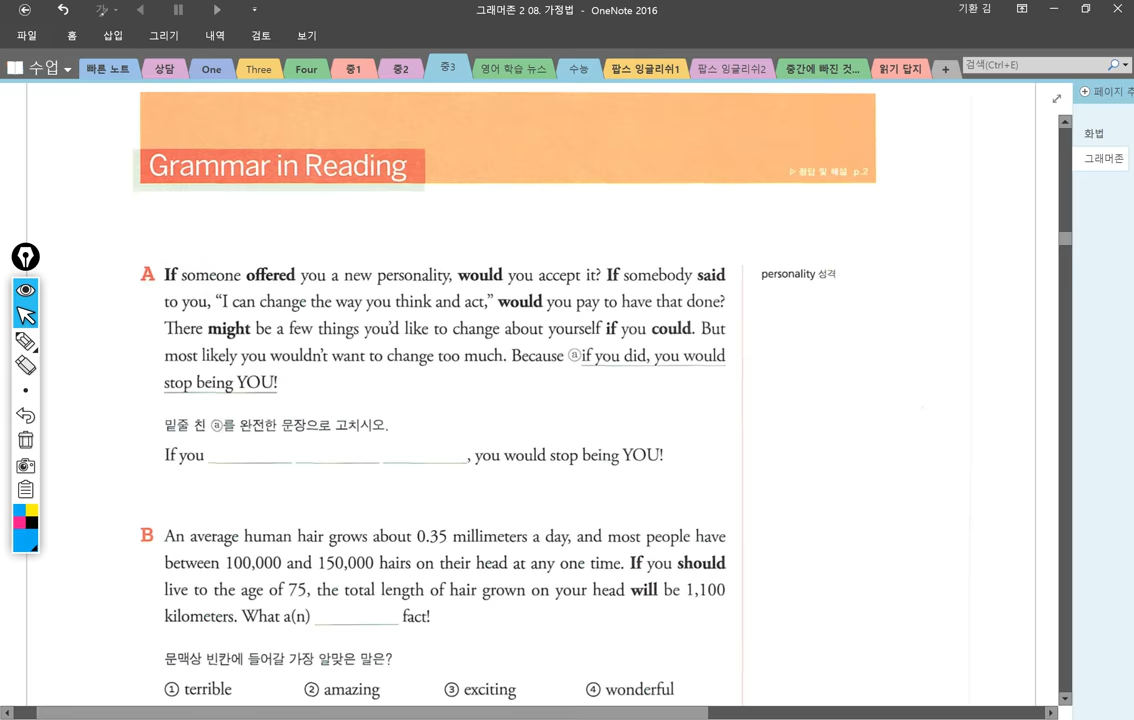 그래머존 2 08. 가정법 - OneNote 2016
기환 김
파일 홈 삽입 그리기 내역 검토 보기
수업 빠른 노트 상담 One Three Four 중1 중2 중3 영어 학습 뉴스 수능 팝스 잉글리쉬1 팝스 잉글리쉬2 중간에 빠진 것... 읽기 답지 + 검색(Ctrl+E)
페이지 추
화법
그래머존
Grammar in Reading
▷ 정답 및 해설 p.2
A If someone offered you a new personality, would you accept it? If somebody said
to you, “I can change the way you think and act,” would you pay to have that done?
There might be a few things you’d like to change about yourself if you could. But
most likely you wouldn’t want to change too much. Because ⓐif you did, you would
stop being YOU!
personality 성격
밑줄 친 ⓐ를 완전한 문장으로 고치시오.
If you ____ ____ ____, you would stop being YOU!
B An average human hair grows about 0.35 millimeters a day, and most people have
between 100,000 and 150,000 hairs on their head at any one time. If you should
live to the age of 75, the total length of hair grown on your head will be 1,100
kilometers. What a(n) ____ fact!
문맥상 빈칸에 들어갈 가장 알맞은 말은?
① terrible ② amazing ③ exciting ④ wonderful